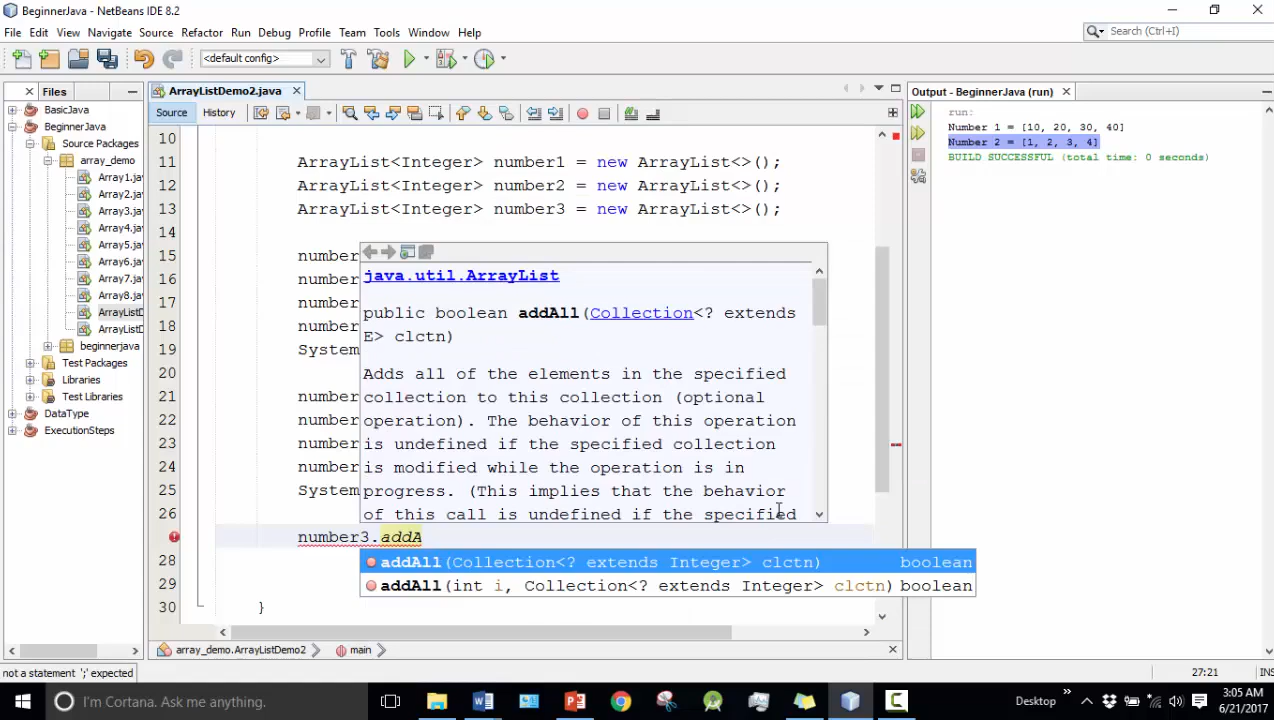 BeginnerJava - NetBeans IDE 8.2
File Edit View Navigate Source Refactor Run Debug Profile Team Tools Window Help
Search (Ctrl+I)
<default config>
Files
ArrayListDemo2.java
Output - BeginnerJava (run)
Source History
BasicJava
BeginnerJava
Source Packages
array_demo
Array1.ja
Array2.ja
Array3.ja
Array4.ja
Array5.ja
Array6.ja
Array7.ja
Array8.ja
ArrayListD
ArrayListD
beginnerjava
Test Packages
Libraries
Test Libraries
DataType
ExecutionSteps
10
11 ArrayList<Integer> number1 = new ArrayList<>();
12 ArrayList<Integer> number2 = new ArrayList<>();
13 ArrayList<Integer> number3 = new ArrayList<>();
14
15 number
16 number
17 number
18 number
19 System
20
21 number
22 number
23 number
24 number
25 System
26
number3.addA
28
29
30 }
java.util.ArrayList
public boolean addAll(Collection<? extends
E> clctn)
Adds all of the elements in the specified
collection to this collection (optional
operation). The behavior of this operation
is undefined if the specified collection
is modified while the operation is in
progress. (This implies that the behavior
of this call is undefined if the specified
addAll(Collection<? extends Integer> clctn) boolean
addAll(int i, Collection<? extends Integer> clctn) boolean
run:
Number 1 = [10, 20, 30, 40]
Number 2 = [1, 2, 3, 4]
BUILD SUCCESSFUL (total time: 0 seconds)
array_demo.ArrayListDemo2 main
not a statement ';' expected
27:21
INS
I'm Cortana. Ask me anything.
Desktop
3:05 AM
6/21/2017